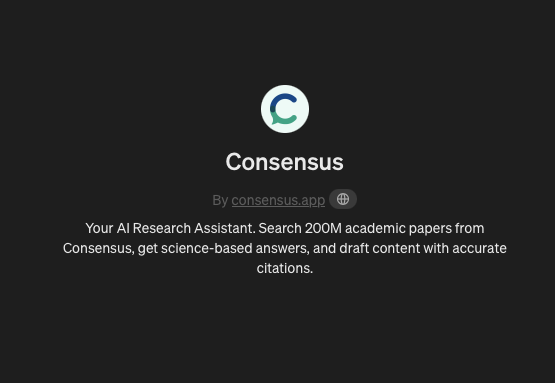 Consensus
By consensus.app
Your AI Research Assistant. Search 200M academic papers from
Consensus, get science-based answers, and draft content with accurate
citations.